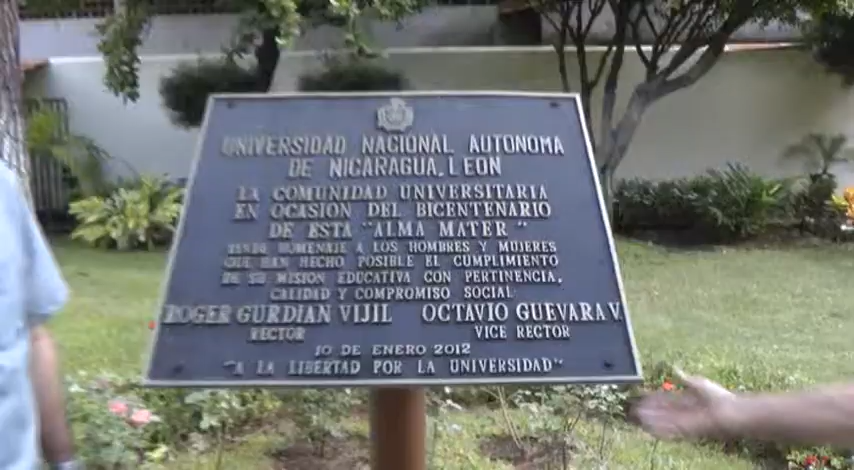 UNIVERSIDAD NACIONAL AUTONOMA
DE NICARAGUA. LEON
LA COMUNIDAD UNIVERSITARIA
EN OCASION DEL BICENTENARIO
DE ESTA "ALMA MATER"
RINDE HOMENAJE A LOS HOMBRES Y MUJERES
QUE HAN HECHO POSIBLE EL CUMPLIMIENTO
DE SU MISION EDUCATIVA CON PERTINENCIA,
CALIDAD Y COMPROMISO SOCIAL
ROGER GURDIAN VIJIL OCTAVIO GUEVARA V.
RECTOR VICE RECTOR
10 DE ENERO DE 2012
"A LA LIBERTAD POR LA UNIVERSIDAD"